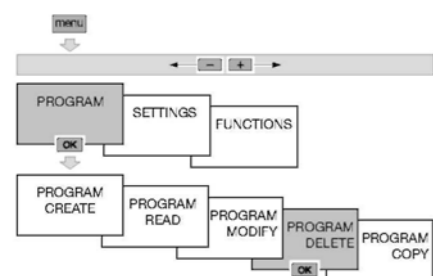 menu
− +
PROGRAM
OK
SETTINGS
FUNCTIONS
PROGRAM
CREATE
PROGRAM
READ
PROGRAM
MODIFY
PROGRAM
DELETE
OK
PROGRAM
COPY